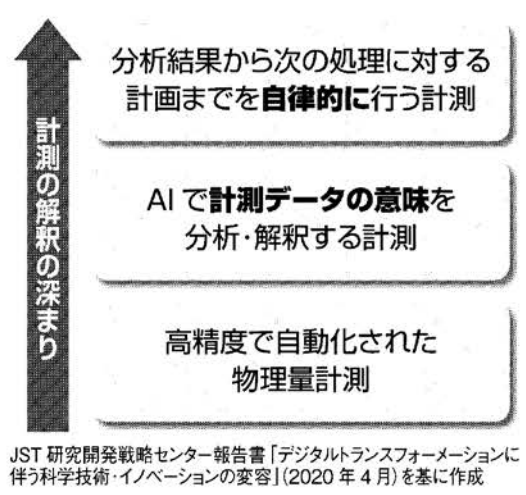 分析結果から次の処理に対する
計画までを自律的に行う計測
計測の解釈の深まり
AIで計測データの意味を
分析・解釈する計測
高精度で自動化された
物理量計測
JST 研究開発戦略センター報告書「デジタルトランスフォーメーションに
伴う科学技術・イノベーションの変容」(2020 年 4 月)を基に作成